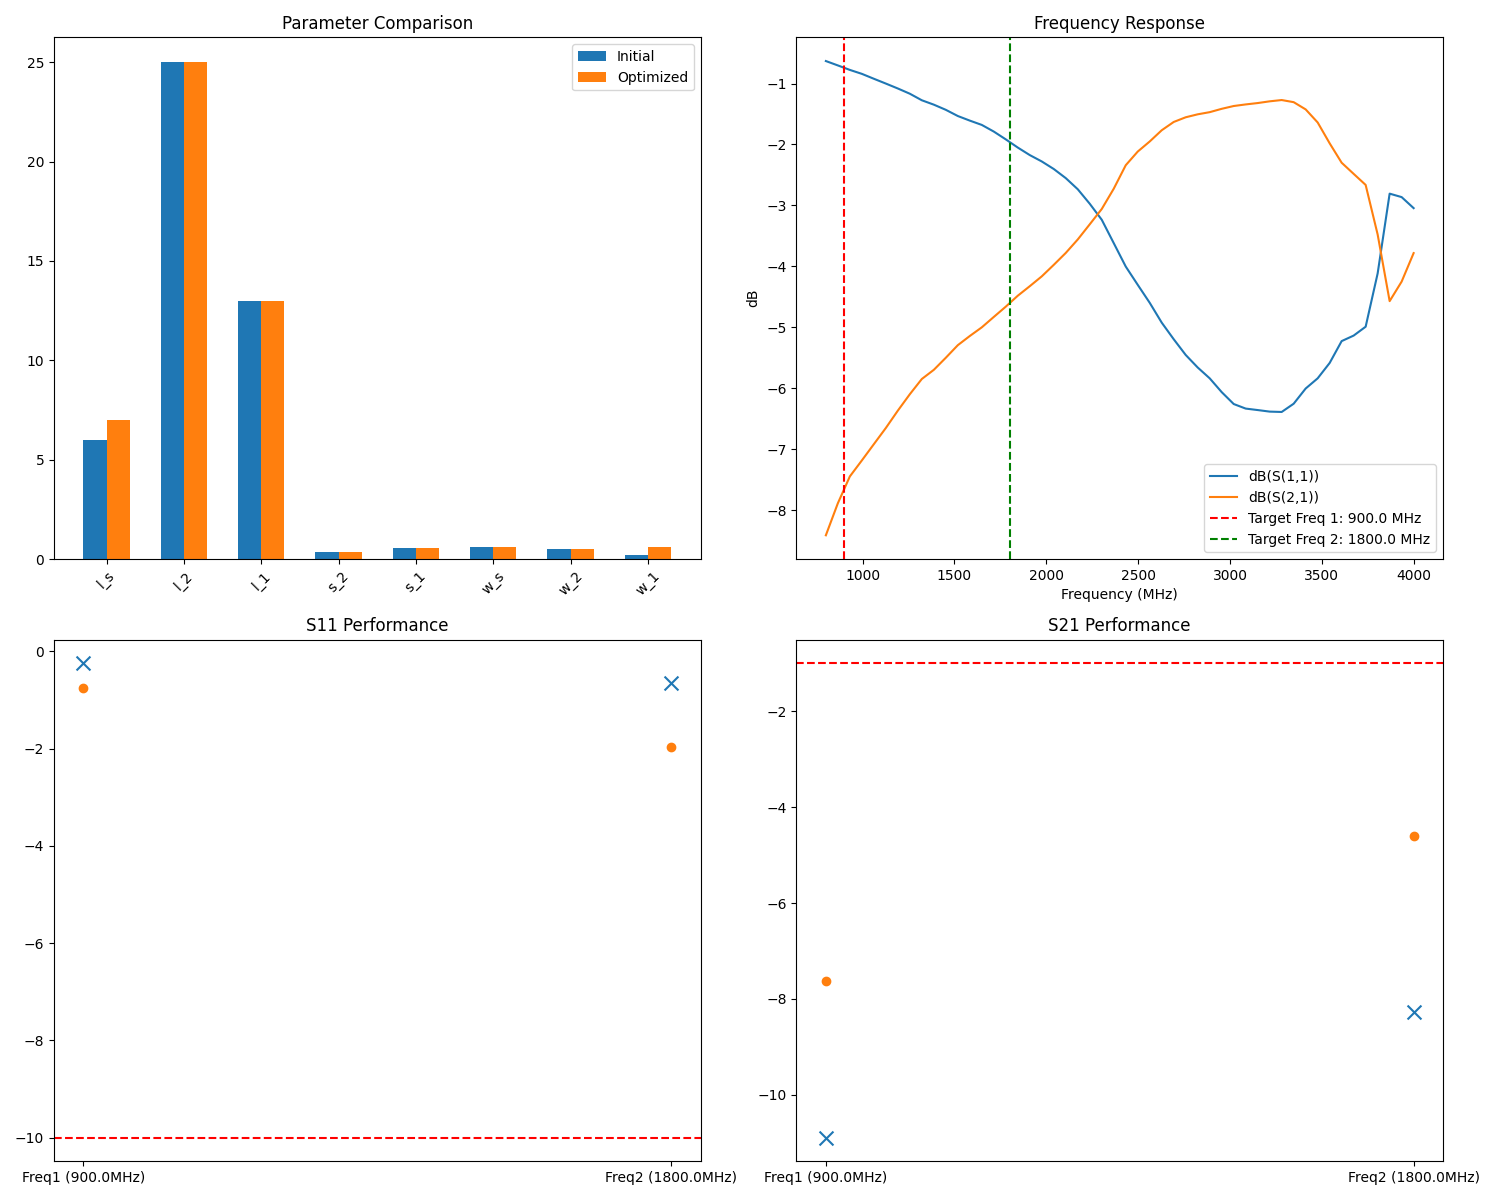 Parameter Comparison
Initial
Optimized
25
20
15
10
5
0
l_s
l_2
l_1
s_2
s_1
w_s
w_2
w_1
Frequency Response
dB
−1
−2
−3
−4
−5
−6
−7
−8
dB(S(1,1))
dB(S(2,1))
Target Freq 1: 900.0 MHz
Target Freq 2: 1800.0 MHz
1000
1500
2000
2500
3000
3500
4000
Frequency (MHz)
S11 Performance
0
−2
−4
−6
−8
−10
Freq1 (900.0MHz)
Freq2 (1800.0MHz)
S21 Performance
−2
−4
−6
−8
−10
Freq1 (900.0MHz)
Freq2 (1800.0MHz)